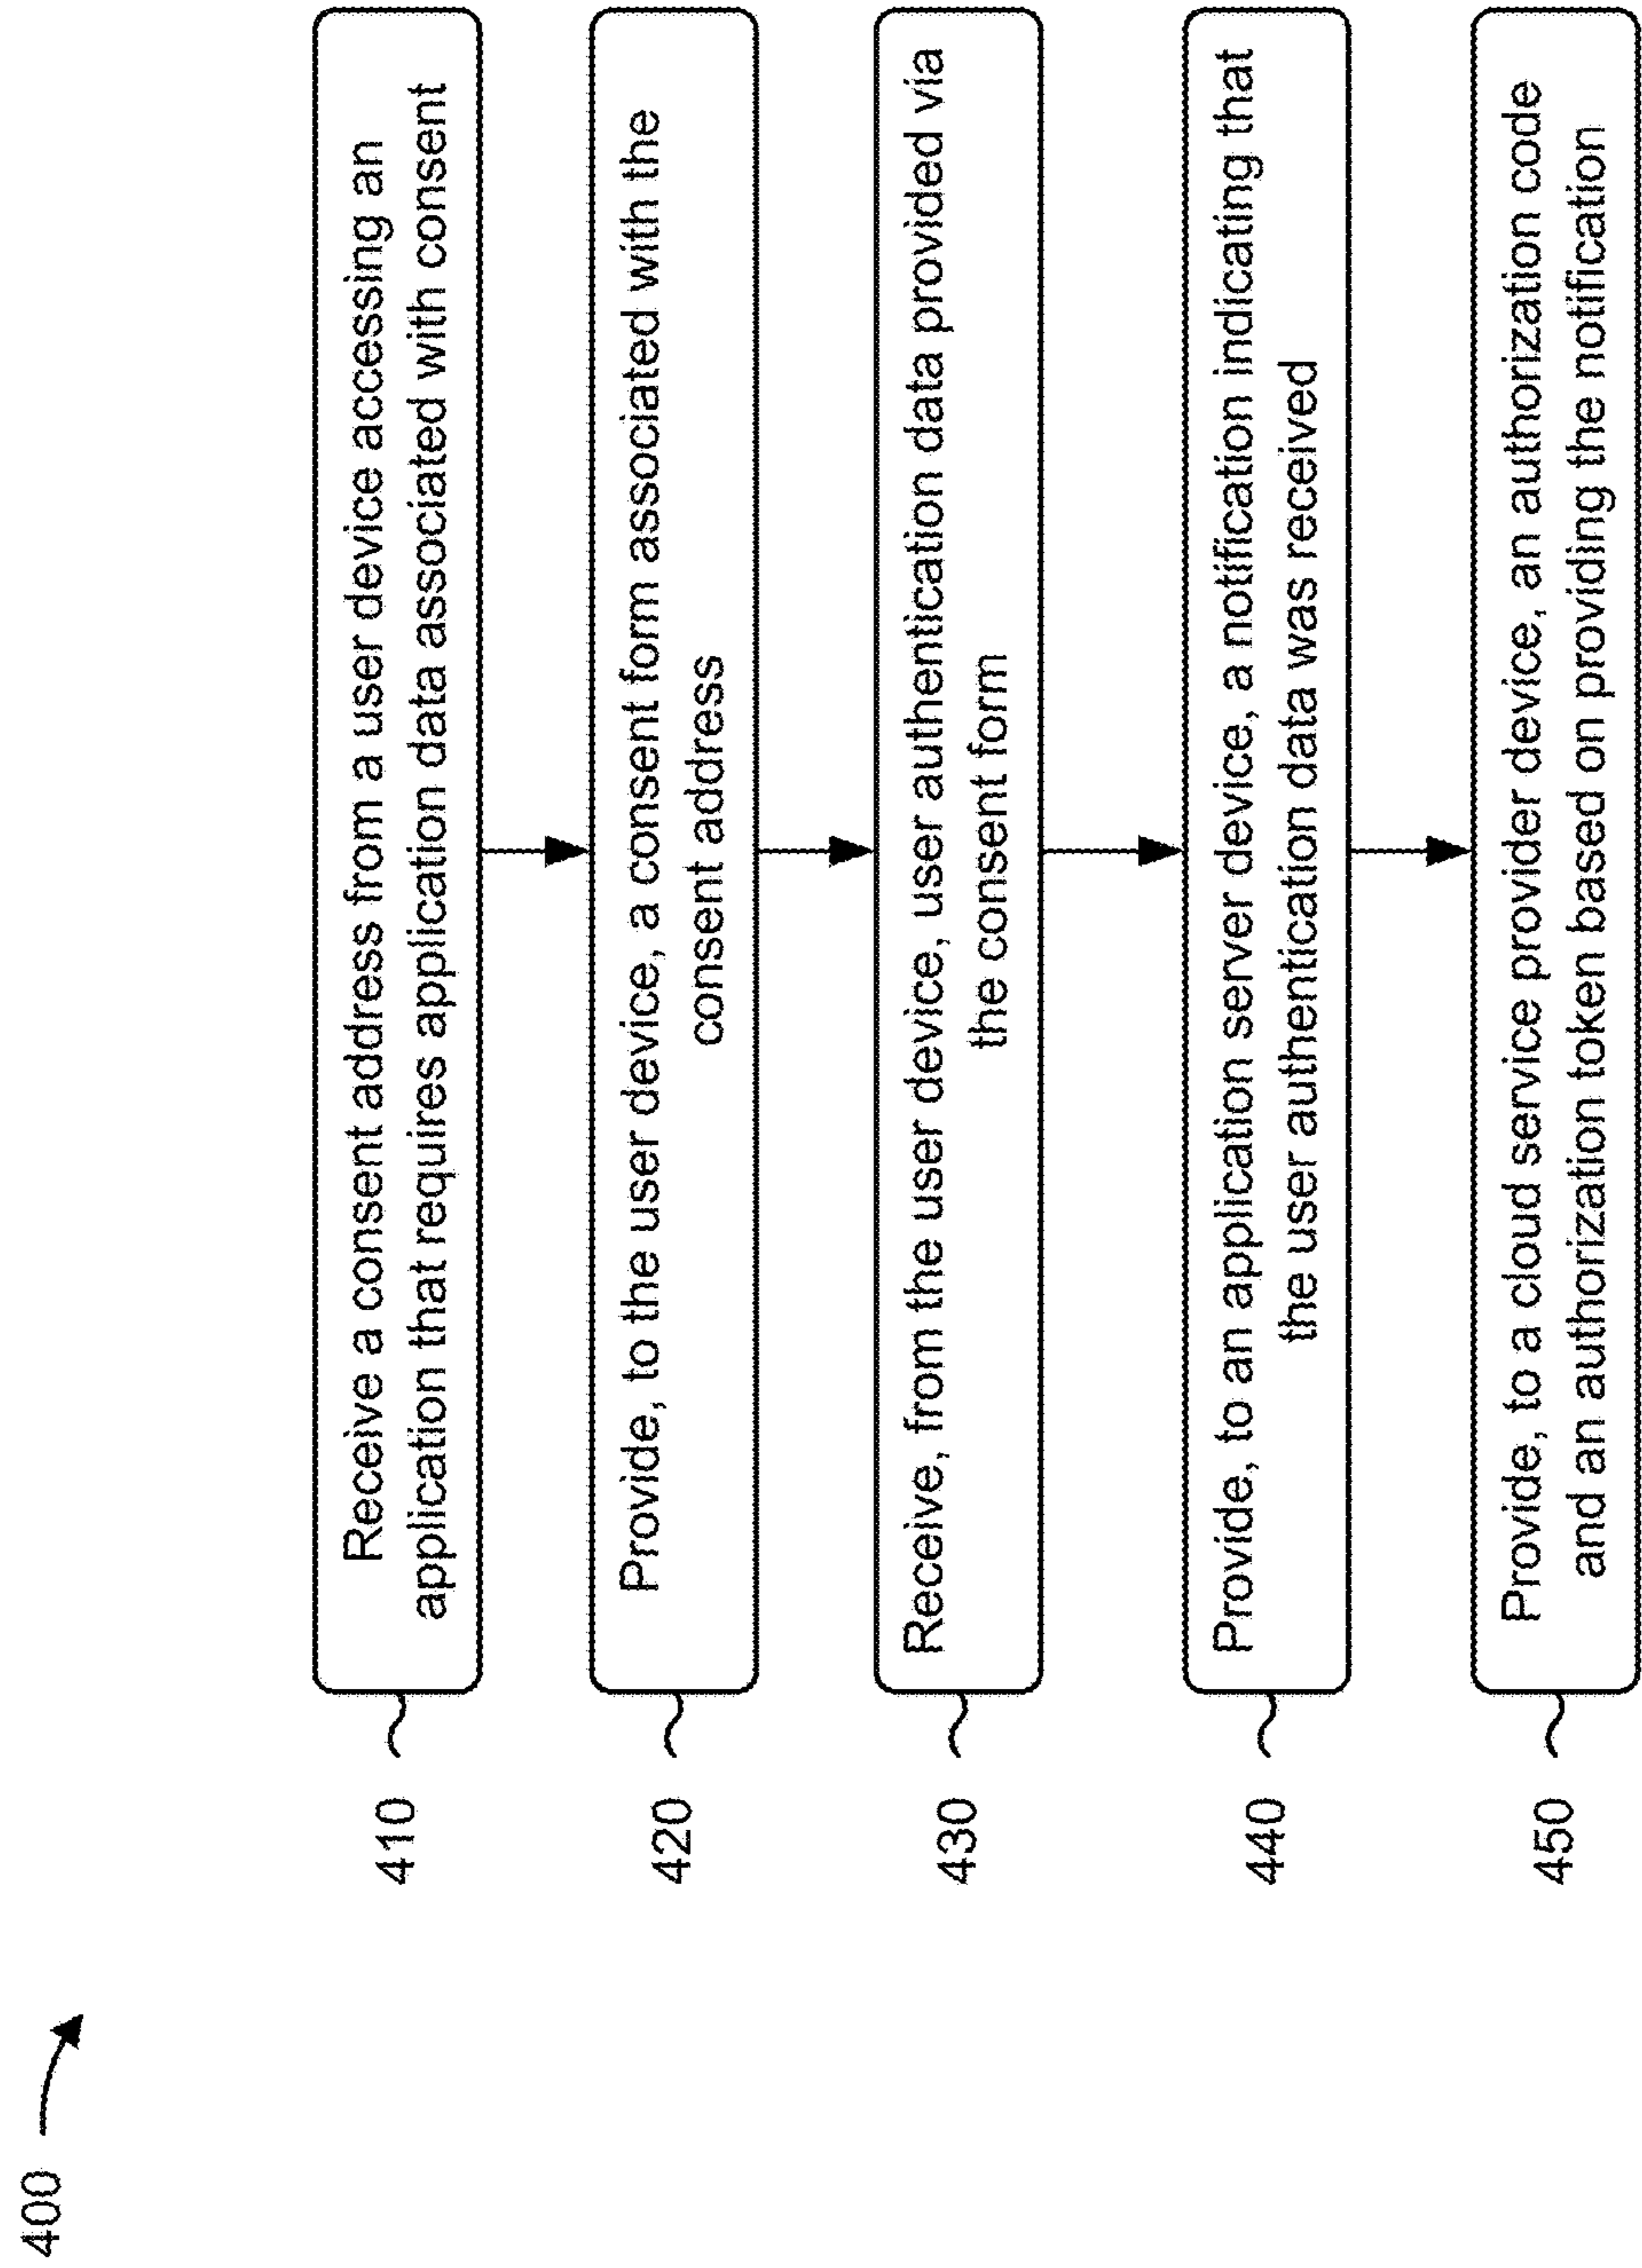 400
410
Receive a consent address from a user device accessing an
application that requires application data associated with consent
420
Provide, to the user device, a consent form associated with the
consent address
430
Receive, from the user device, user authentication data provided via
the consent form
440
Provide, to an application server device, a notification indicating that
the user authentication data was received
450
Provide, to a cloud service provider device, an authorization code
and an authorization token based on providing the notification